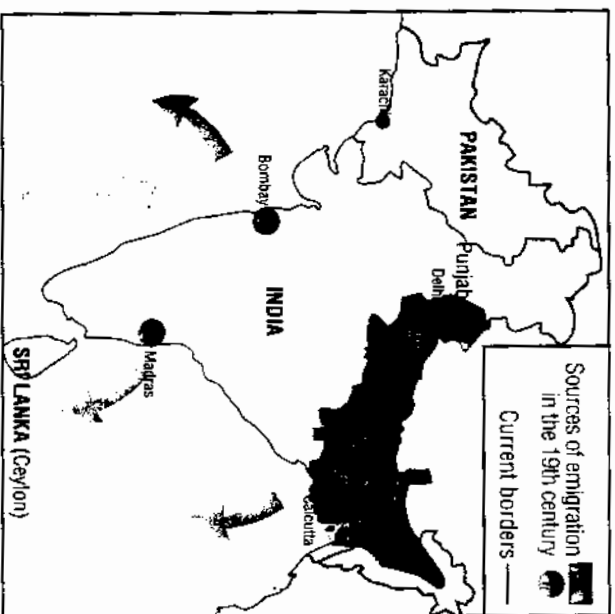 Sources of emigration
in the 19th century
Current borders
PAKISTAN
Karachi
Punjab
Delhi
INDIA
Bombay
Calcutta
Madras
SRI LANKA (Ceylon)